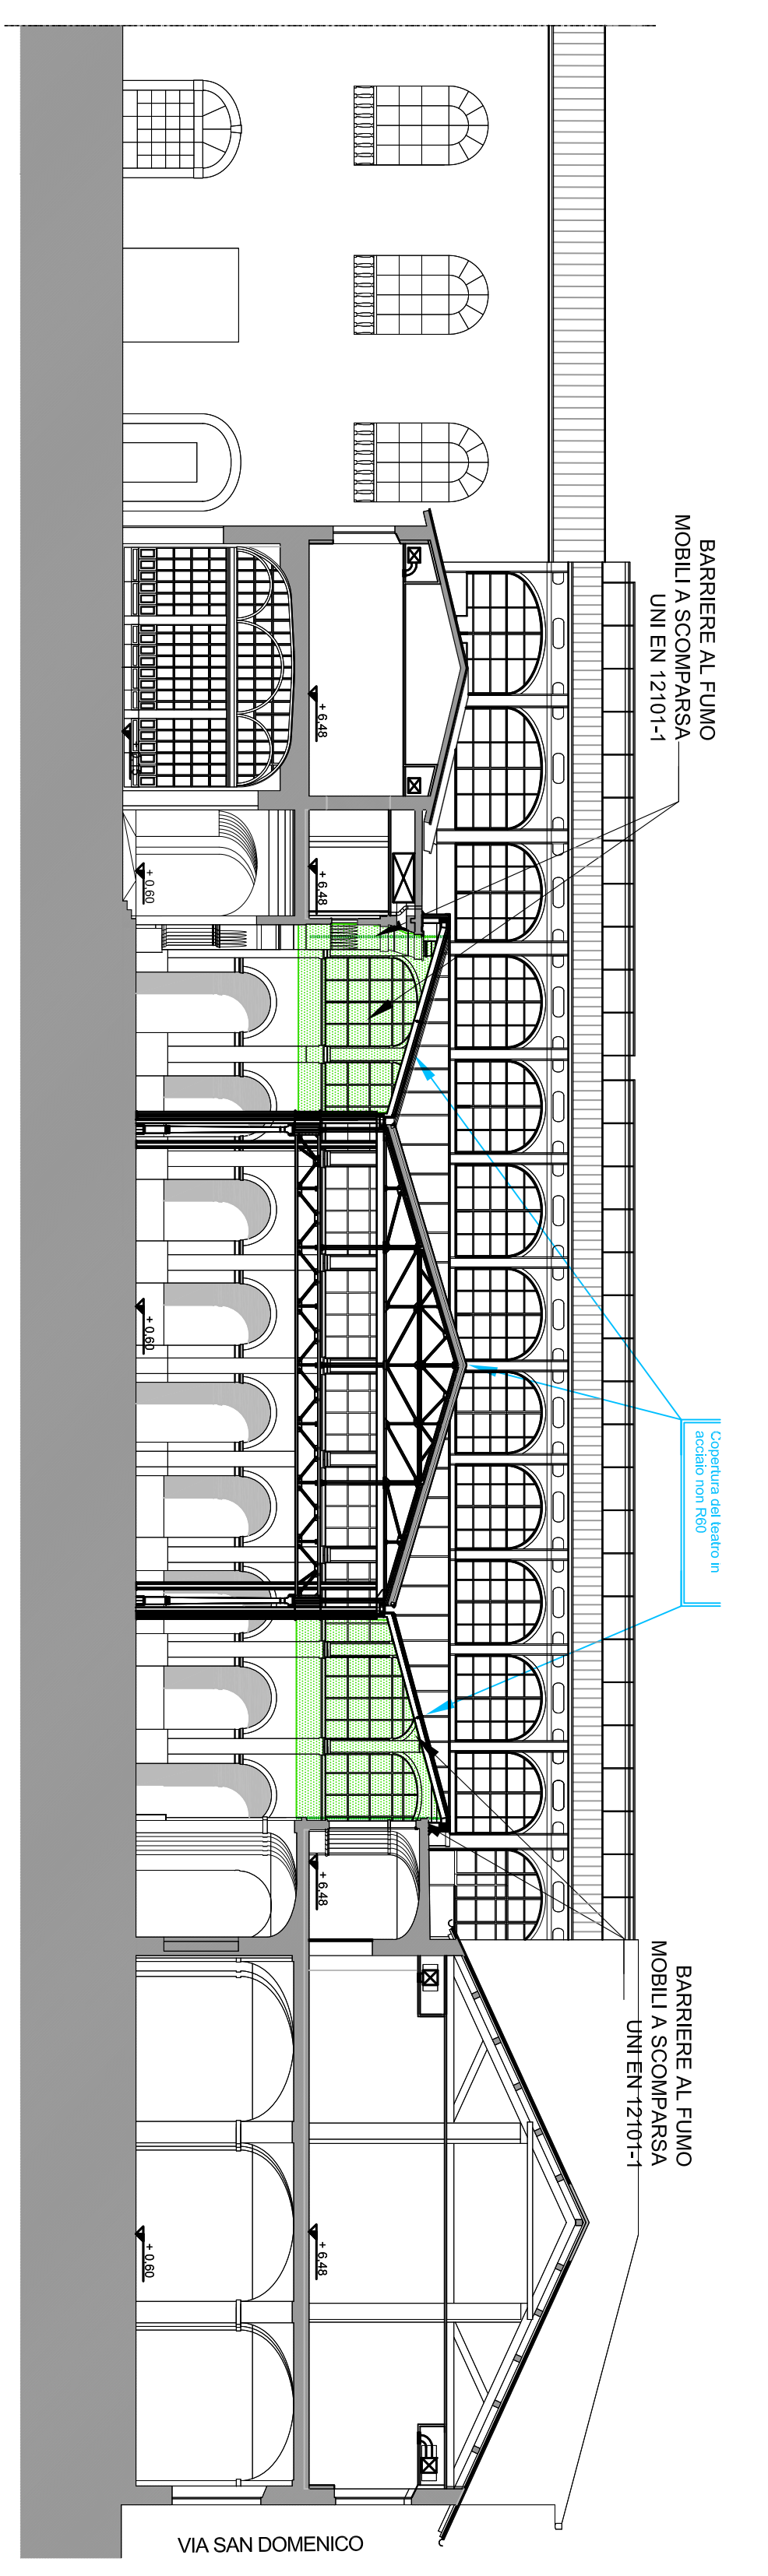 BARRIERE AL FUMO
MOBILI A SCOMPARSA
UNI EN 12101-1
+ 6.48
+ 0.60
+ 6.48
Copertura del teatro in
acciaio non R60
+ 0.60
+ 6.48
BARRIERE AL FUMO
MOBILI A SCOMPARSA
UNI EN 12101-1
+ 6.48
+ 0.60
VIA SAN DOMENICO